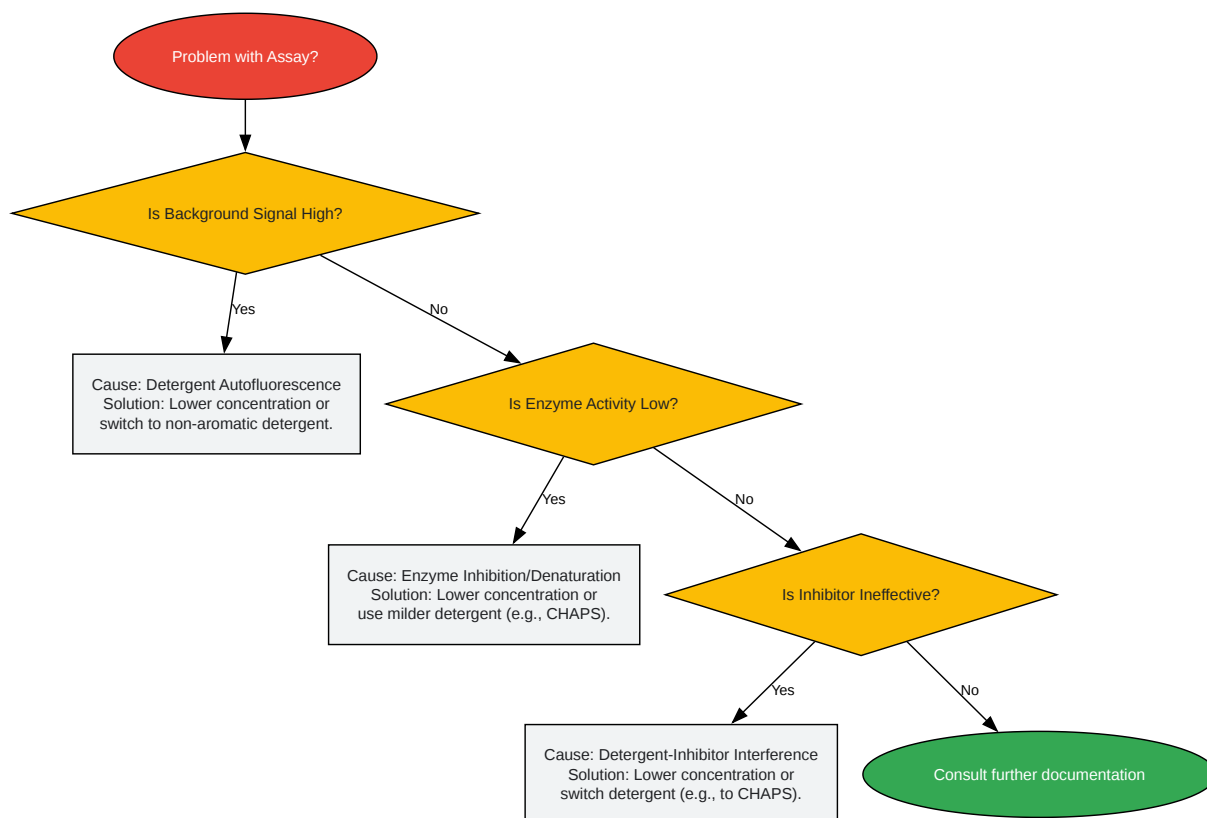 Problem with Assay?
Is Background Signal High?
Yes
No
Cause: Detergent Autofluorescence
Solution: Lower concentration or
switch to non-aromatic detergent.
Is Enzyme Activity Low?
Yes
No
Cause: Enzyme Inhibition/Denaturation
Solution: Lower concentration or
use milder detergent (e.g., CHAPS).
Is Inhibitor Ineffective?
Yes
No
Cause: Detergent-Inhibitor Interference
Solution: Lower concentration or
switch detergent (e.g., to CHAPS).
Consult further documentation